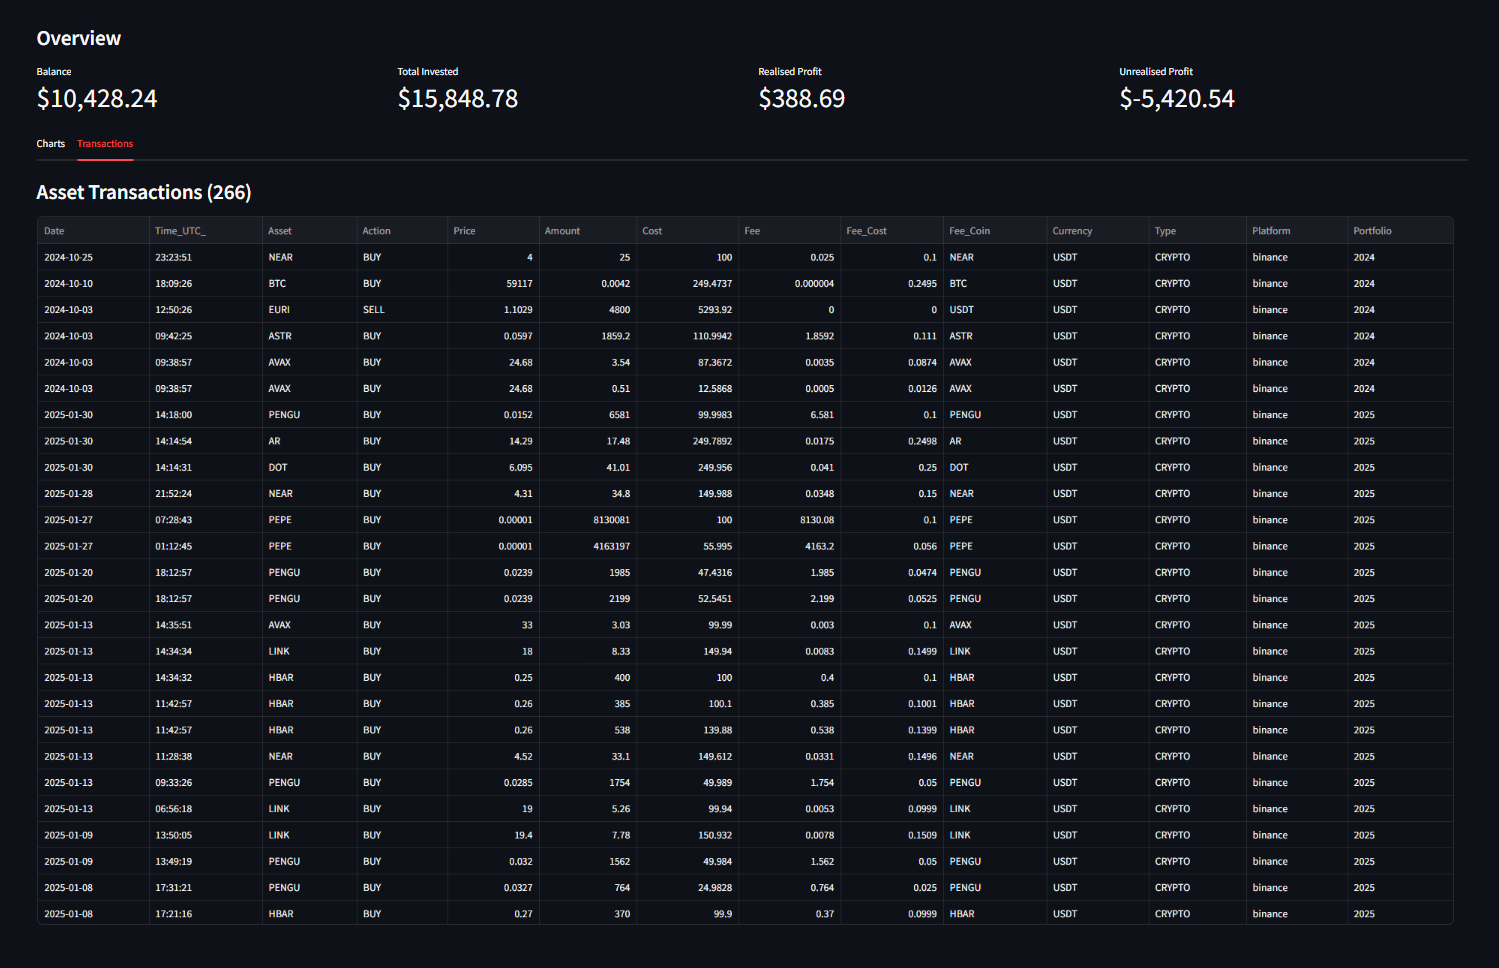 Overview
Balance Total Invested Realised Profit Unrealised Profit
$10,428.24 $15,848.78 $388.69 $-5,420.54
Charts Transactions
Asset Transactions (266)
Date Time_UTC_ Asset Action Price Amount Cost Fee Fee_Cost Fee_Coin Currency Type Platform Portfolio
2024-10-25 23:23:51 NEAR BUY 4 25 100 0.025 0.1 NEAR USDT CRYPTO binance 2024
2024-10-10 18:09:26 BTC BUY 59117 0.0042 249.4737 0.000004 0.2495 BTC USDT CRYPTO binance 2024
2024-10-03 12:50:26 EURI SELL 1.1029 4800 5293.92 0 0 USDT USDT CRYPTO binance 2024
2024-10-03 09:42:25 ASTR BUY 0.0597 1859.2 110.9942 1.8592 0.111 ASTR USDT CRYPTO binance 2024
2024-10-03 09:38:57 AVAX BUY 24.68 3.54 87.3672 0.0035 0.0874 AVAX USDT CRYPTO binance 2024
2024-10-03 09:38:57 AVAX BUY 24.68 0.51 12.5868 0.0005 0.0126 AVAX USDT CRYPTO binance 2024
2025-01-30 14:18:00 PENGU BUY 0.0152 6581 99.9983 6.581 0.1 PENGU USDT CRYPTO binance 2025
2025-01-30 14:14:54 AR BUY 14.29 17.48 249.7892 0.0175 0.2498 AR USDT CRYPTO binance 2025
2025-01-30 14:14:31 DOT BUY 6.095 41.01 249.956 0.041 0.25 DOT USDT CRYPTO binance 2025
2025-01-28 21:52:24 NEAR BUY 4.31 34.8 149.988 0.0348 0.15 NEAR USDT CRYPTO binance 2025
2025-01-27 07:28:43 PEPE BUY 0.00001 8130081 100 8130.08 0.1 PEPE USDT CRYPTO binance 2025
2025-01-27 01:12:45 PEPE BUY 0.00001 4163197 55.995 4163.2 0.056 PEPE USDT CRYPTO binance 2025
2025-01-20 18:12:57 PENGU BUY 0.0239 1985 47.4316 1.985 0.0474 PENGU USDT CRYPTO binance 2025
2025-01-20 18:12:57 PENGU BUY 0.0239 2199 52.5451 2.199 0.0525 PENGU USDT CRYPTO binance 2025
2025-01-13 14:35:51 AVAX BUY 33 3.03 99.99 0.003 0.1 AVAX USDT CRYPTO binance 2025
2025-01-13 14:34:34 LINK BUY 18 8.33 149.94 0.0083 0.1499 LINK USDT CRYPTO binance 2025
2025-01-13 14:34:32 HBAR BUY 0.25 400 100 0.4 0.1 HBAR USDT CRYPTO binance 2025
2025-01-13 11:42:57 HBAR BUY 0.26 385 100.1 0.385 0.1001 HBAR USDT CRYPTO binance 2025
2025-01-13 11:42:57 HBAR BUY 0.26 538 139.88 0.538 0.1399 HBAR USDT CRYPTO binance 2025
2025-01-13 11:28:38 NEAR BUY 4.52 33.1 149.612 0.0331 0.1496 NEAR USDT CRYPTO binance 2025
2025-01-13 09:33:26 PENGU BUY 0.0285 1754 49.989 1.754 0.05 PENGU USDT CRYPTO binance 2025
2025-01-13 06:56:18 LINK BUY 19 5.26 99.94 0.0053 0.0999 LINK USDT CRYPTO binance 2025
2025-01-09 13:50:05 LINK BUY 19.4 7.78 150.932 0.0078 0.1509 LINK USDT CRYPTO binance 2025
2025-01-09 13:49:19 PENGU BUY 0.032 1562 49.984 1.562 0.05 PENGU USDT CRYPTO binance 2025
2025-01-08 17:31:21 PENGU BUY 0.0327 764 24.9828 0.764 0.025 PENGU USDT CRYPTO binance 2025
2025-01-08 17:21:16 HBAR BUY 0.27 370 99.9 0.37 0.0999 HBAR USDT CRYPTO binance 2025